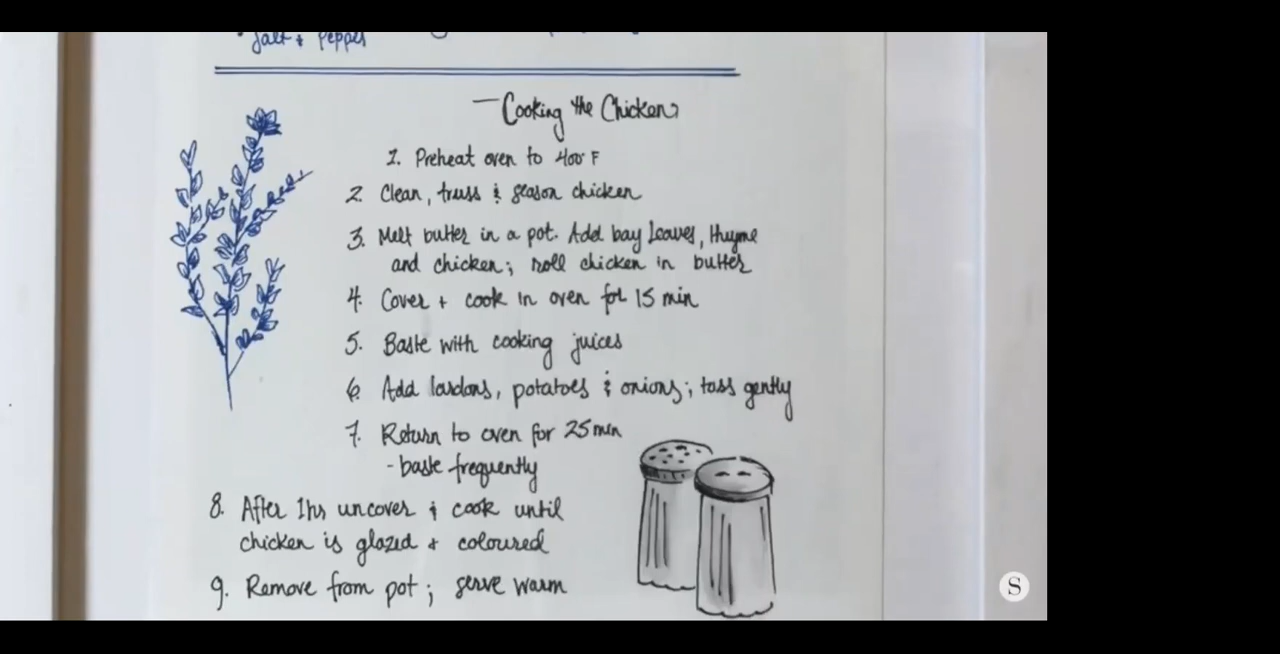 Salt + Pepper
Cooking the Chicken
1. Preheat oven to 400°F
2. Clean, truss & season chicken
3. Melt butter in a pot. Add bay leaves, thyme
and chicken; roll chicken in butter
4. Cover + cook in oven for 15 min
5. Baste with cooking juices
6. Add lardons, potatoes & onions; toss gently
7. Return to oven for 25 min
- baste frequently
8. After 1 hr uncover & cook until
chicken is glazed + coloured
9. Remove from pot; serve warm
S